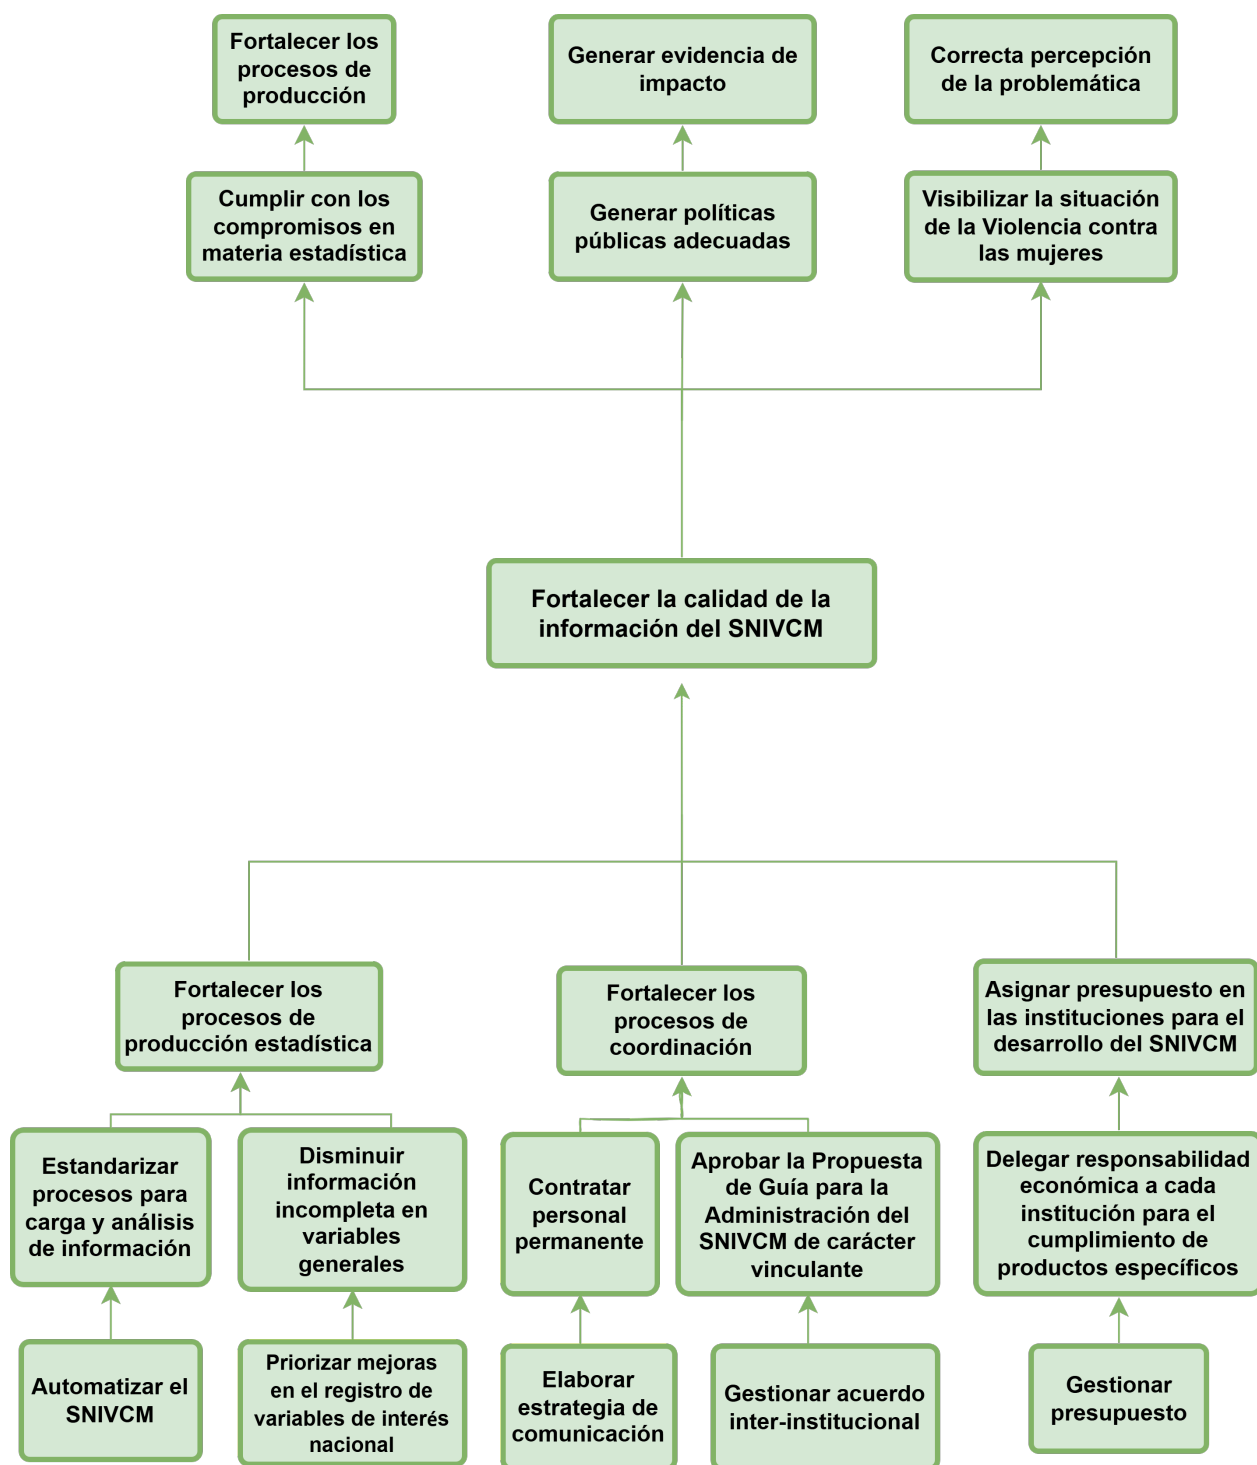 Fortalecer los
procesos de
producción
Generar evidencia de
impacto
Correcta percepción
de la problemática
Cumplir con los
compromisos en
materia estadística
Generar políticas
públicas adecuadas
Visibilizar la situación
de la Violencia contra
las mujeres
Fortalecer la calidad de la
información del SNIVCM
Fortalecer los
procesos de
producción estadística
Fortalecer los
procesos de
coordinación
Asignar presupuesto en
las instituciones para el
desarrollo del SNIVCM
Estandarizar
procesos para
carga y análisis
de información
Disminuir
información
incompleta en
variables
generales
Contratar
personal
permanente
Aprobar la Propuesta
de Guía para la
Administración del
SNIVCM de carácter
vinculante
Delegar responsabilidad
económica a cada
institución para el
cumplimiento de
productos específicos
Automatizar el
SNIVCM
Priorizar mejoras
en el registro de
variables de interés
nacional
Elaborar
estrategia de
comunicación
Gestionar acuerdo
inter-institucional
Gestionar
presupuesto